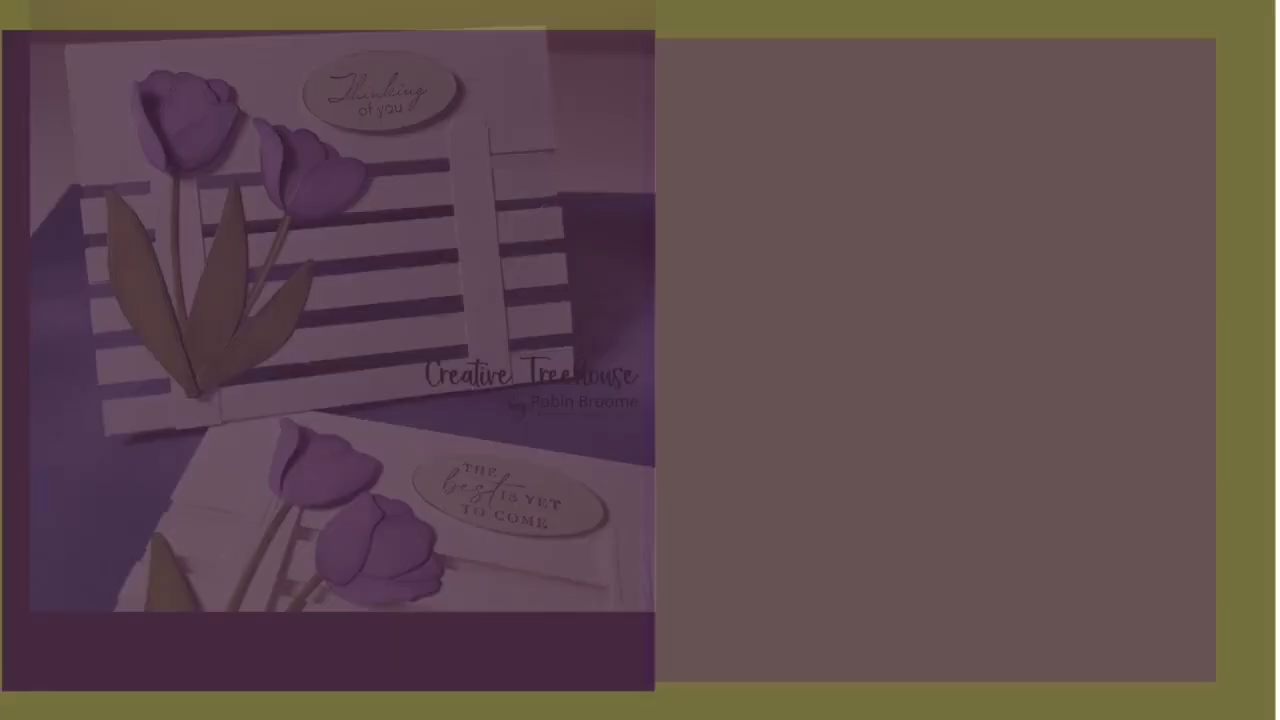 Thinking
of you
Creative Treehouse
by Robin Broome
THE
best IS YET
TO COME